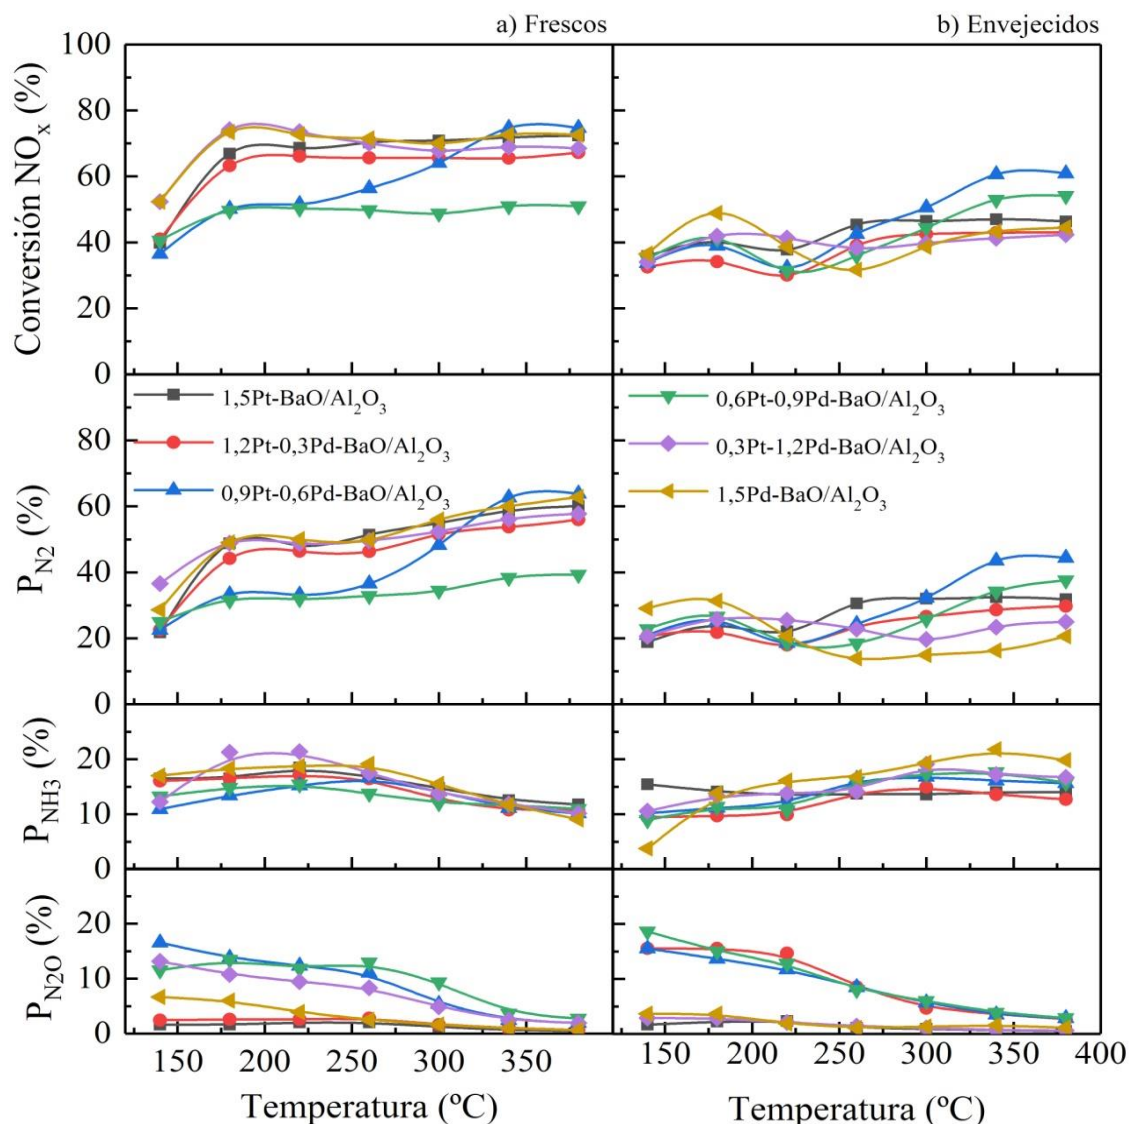 a) Frescos
b) Envejecidos
Conversión NOₓ (%)
100
80
60
40
20
0
1,5Pt-BaO/Al₂O₃
1,2Pt-0,3Pd-BaO/Al₂O₃
0,9Pt-0,6Pd-BaO/Al₂O₃
0,6Pt-0,9Pd-BaO/Al₂O₃
0,3Pt-1,2Pd-BaO/Al₂O₃
1,5Pd-BaO/Al₂O₃
P_N2 (%)
80
60
40
20
0
P_NH3 (%)
20
10
0
P_N2O (%)
20
10
0
150 200 250 300 350
150 200 250 300 350 400
Temperatura (ºC)
Temperatura (ºC)